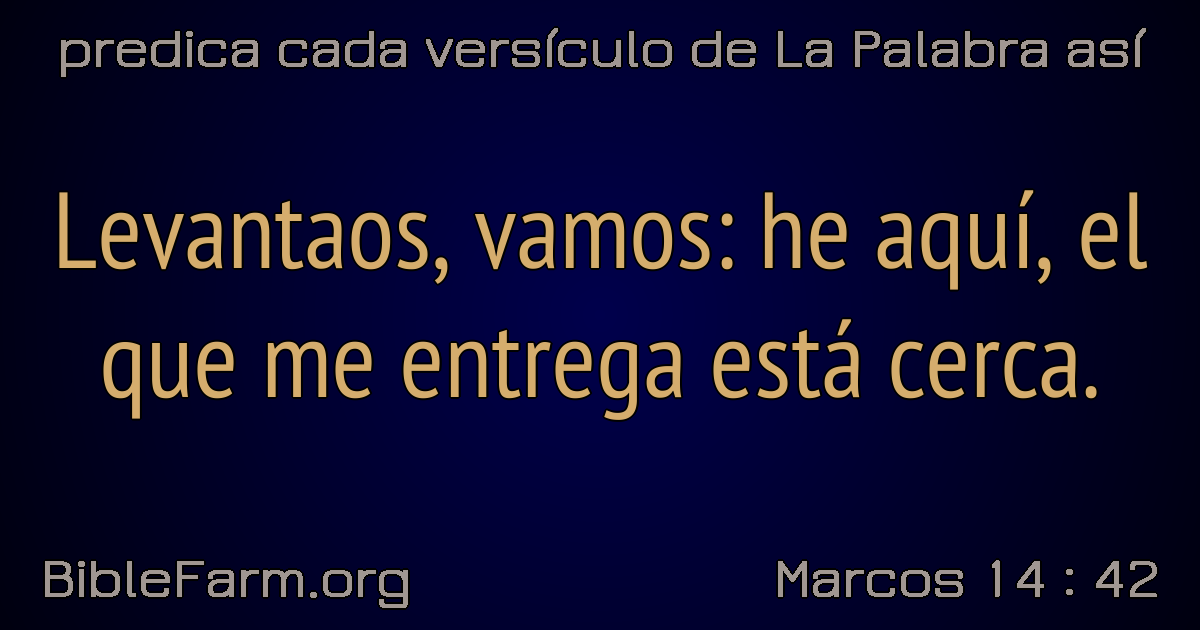 predica cada versículo de La Palabra así
Levantaos, vamos: he aquí, el
que me entrega está cerca.
BibleFarm.org
Marcos 14 : 42